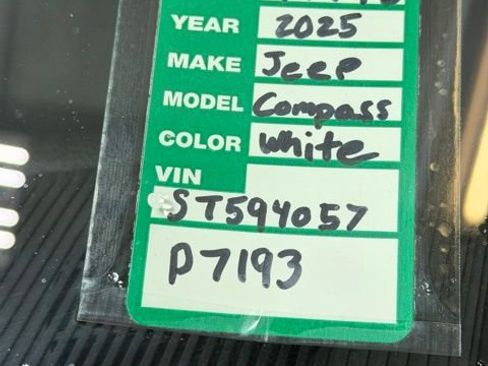 YEAR 2025
MAKE Jeep
MODEL Compass
COLOR White
VIN
ST594057
P7193